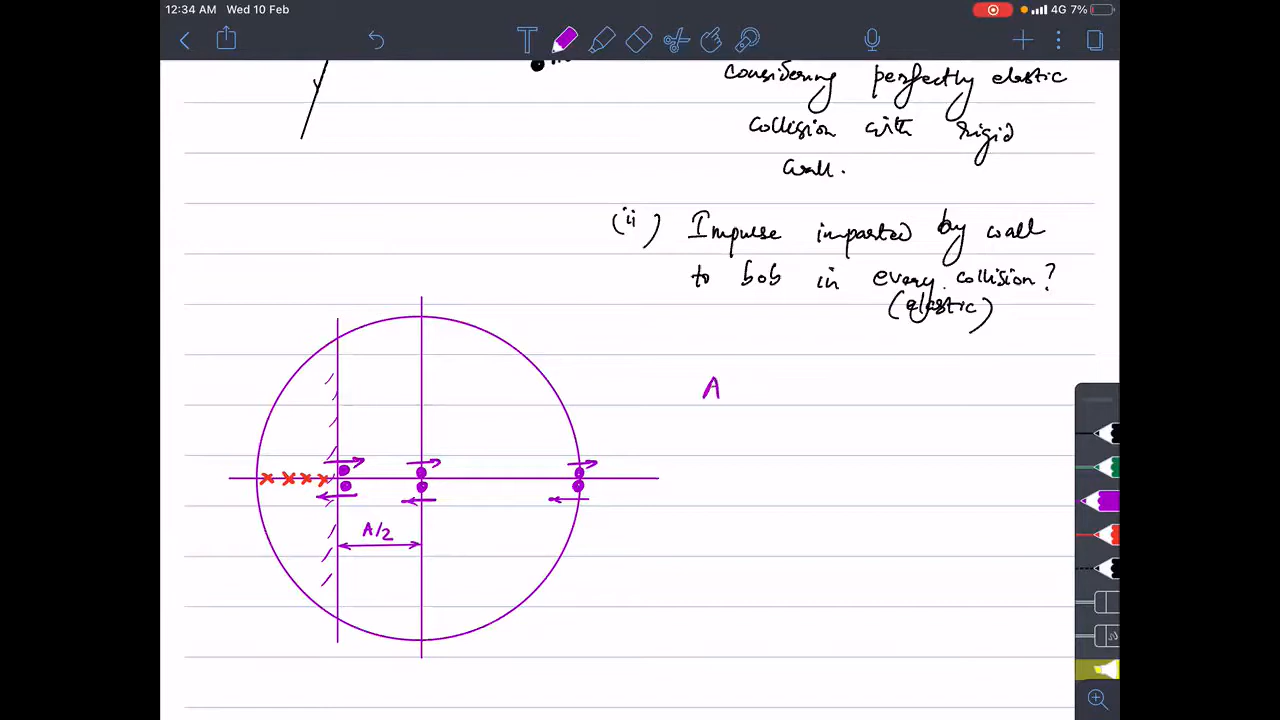 12:34 AM Wed 10 Feb
4G 7%
T
considering perfectly elastic
collision with rigid
wall.
(ii) Impulse imparted by wall
to bob in every collision?
(elastic)
A
A/2